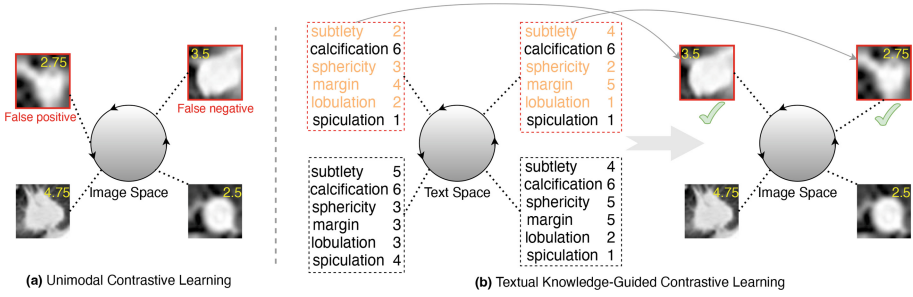 2.75
False positive
3.5
False negative
4.75
2.5
Image Space
(a) Unimodal Contrastive Learning
subtlety 2
calcification 6
sphericity 3
margin 4
lobulation 2
spiculation 1
subtlety 4
calcification 6
sphericity 2
margin 5
lobulation 1
spiculation 1
Text Space
subtlety 5
calcification 6
sphericity 3
margin 3
lobulation 3
spiculation 4
subtlety 4
calcification 6
sphericity 5
margin 5
lobulation 2
spiculation 1
3.5
2.75
4.75
2.5
Image Space
(b) Textual Knowledge-Guided Contrastive Learning